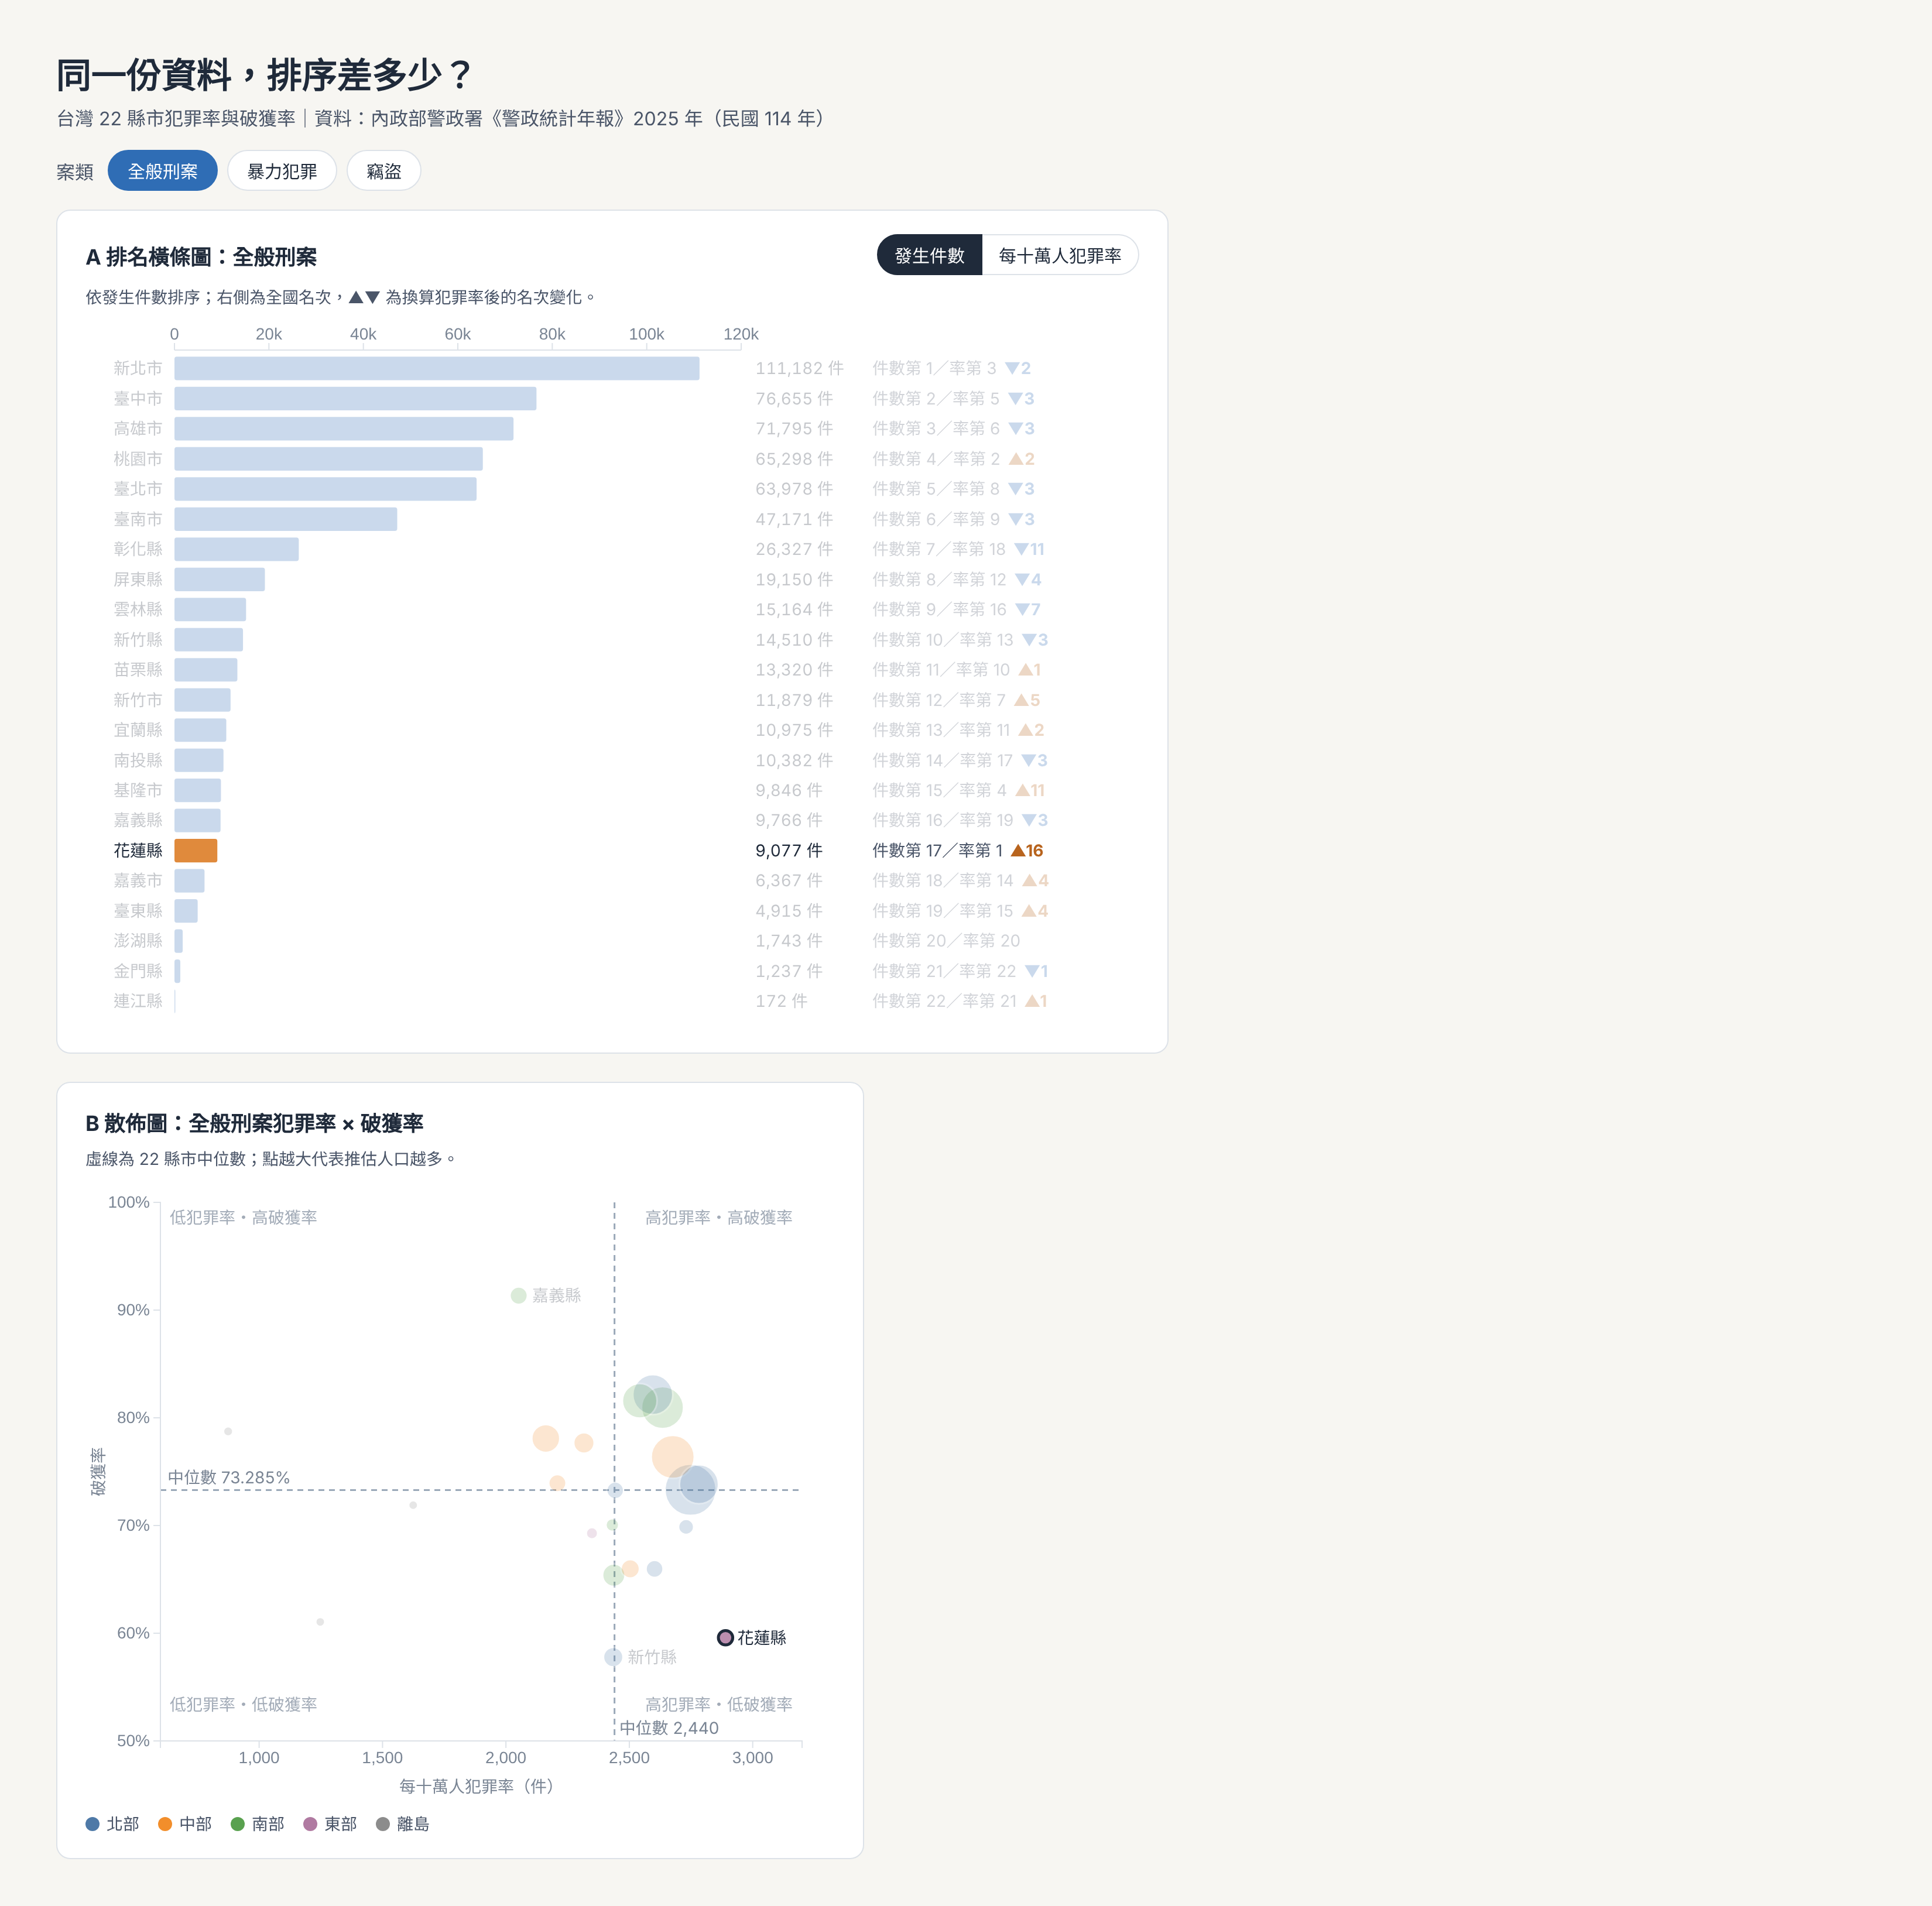 同一份資料，排序差多少？
台灣 22 縣市犯罪率與破獲率｜資料：內政部警政署《警政統計年報》2025 年（民國 114 年）
案類 全般刑案 暴力犯罪 竊盜
A 排名橫條圖：全般刑案
發生件數 每十萬人犯罪率
依發生件數排序；右側為全國名次，▲▼ 為換算犯罪率後的名次變化。
0 20k 40k 60k 80k 100k 120k
新北市 111,182 件 件數第 1／率第 3 ▼2
臺中市 76,655 件 件數第 2／率第 5 ▼3
高雄市 71,795 件 件數第 3／率第 6 ▼3
桃園市 65,298 件 件數第 4／率第 2 ▲2
臺北市 63,978 件 件數第 5／率第 8 ▼3
臺南市 47,171 件 件數第 6／率第 9 ▼3
彰化縣 26,327 件 件數第 7／率第 18 ▼11
屏東縣 19,150 件 件數第 8／率第 12 ▼4
雲林縣 15,164 件 件數第 9／率第 16 ▼7
新竹縣 14,510 件 件數第 10／率第 13 ▼3
苗栗縣 13,320 件 件數第 11／率第 10 ▲1
新竹市 11,879 件 件數第 12／率第 7 ▲5
宜蘭縣 10,975 件 件數第 13／率第 11 ▲2
南投縣 10,382 件 件數第 14／率第 17 ▼3
基隆市 9,846 件 件數第 15／率第 4 ▲11
嘉義縣 9,766 件 件數第 16／率第 19 ▼3
花蓮縣 9,077 件 件數第 17／率第 1 ▲16
嘉義市 6,367 件 件數第 18／率第 14 ▲4
臺東縣 4,915 件 件數第 19／率第 15 ▲4
澎湖縣 1,743 件 件數第 20／率第 20
金門縣 1,237 件 件數第 21／率第 22 ▼1
連江縣 172 件 件數第 22／率第 21 ▲1
B 散佈圖：全般刑案犯罪率 × 破獲率
虛線為 22 縣市中位數；點越大代表推估人口越多。
100%
低犯罪率・高破獲率 高犯罪率・高破獲率
嘉義縣
90%
80%
破獲率
中位數 73.285%
70%
60%
花蓮縣
新竹縣
低犯罪率・低破獲率 高犯罪率・低破獲率
中位數 2,440
50%
1,000 1,500 2,000 2,500 3,000
每十萬人犯罪率（件）
北部 中部 南部 東部 離島